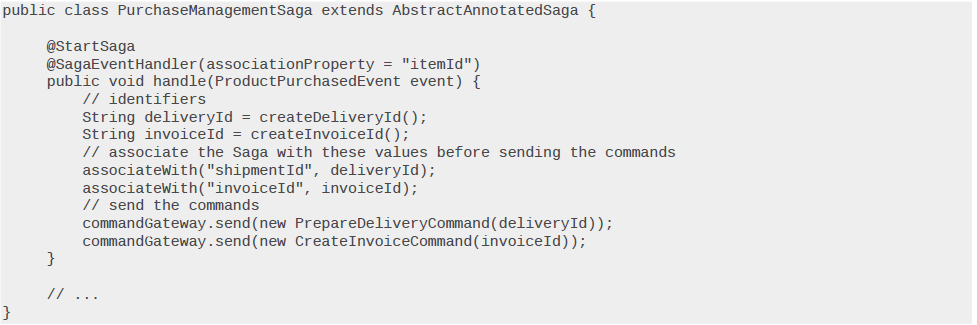 public class PurchaseManagementSaga extends AbstractAnnotatedSaga {
@StartSaga
@SagaEventHandler(associationProperty = "itemId")
public void handle(ProductPurchasedEvent event) {
// identifiers
String deliveryId = createDeliveryId();
String invoiceId = createInvoiceId();
// associate the Saga with these values before sending the commands
associateWith("shipmentId", deliveryId);
associateWith("invoiceId", invoiceId);
// send the commands
commandGateway.send(new PrepareDeliveryCommand(deliveryId));
commandGateway.send(new CreateInvoiceCommand(invoiceId));
}
// ...
}